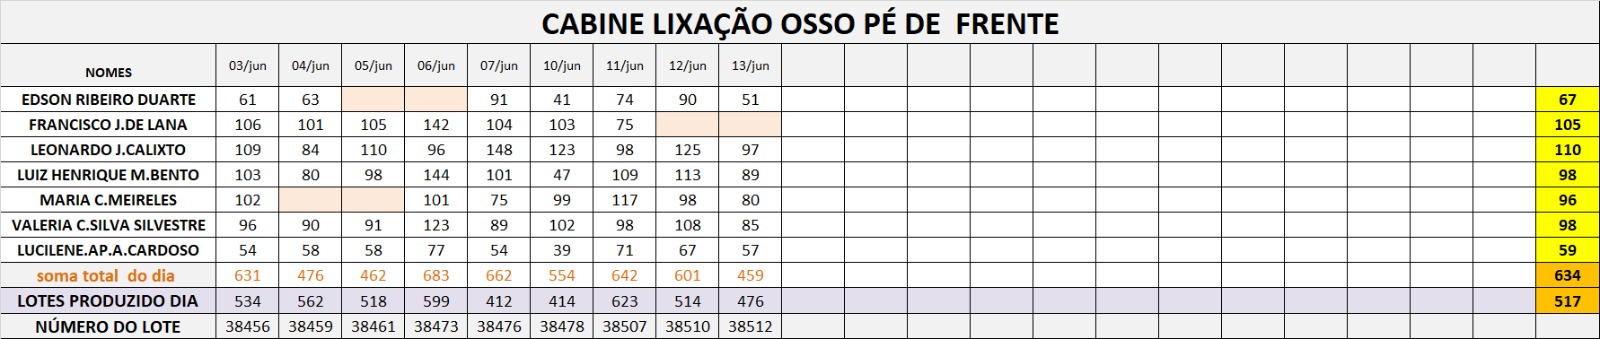 CABINE LIXAÇÃO OSSO PÉ DE  FRENTE
NOMES 03/jun 04/jun 05/jun 06/jun 07/jun 10/jun 11/jun 12/jun 13/jun
EDSON RIBEIRO DUARTE 61 63 91 41 74 90 51 67
FRANCISCO J.DE LANA 106 101 105 142 104 103 75 105
LEONARDO J.CALIXTO 109 84 110 96 148 123 98 125 97 110
LUIZ HENRIQUE M.BENTO 103 80 98 144 101 47 109 113 89 98
MARIA C.MEIRELES 102 101 75 99 117 98 80 96
VALERIA C.SILVA SILVESTRE 96 90 91 123 89 102 98 108 85 98
LUCILENE.AP.A.CARDOSO 54 58 58 77 54 39 71 67 57 59
soma total  do dia 631 476 462 683 662 554 642 601 459 634
LOTES PRODUZIDO DIA 534 562 518 599 412 414 623 514 476 517
NÚMERO DO LOTE 38456 38459 38461 38473 38476 38478 38507 38510 38512